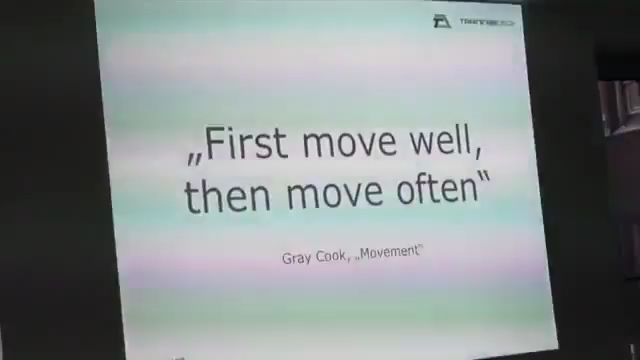 „First move well,
then move often“
Gray Cook, „Movement“